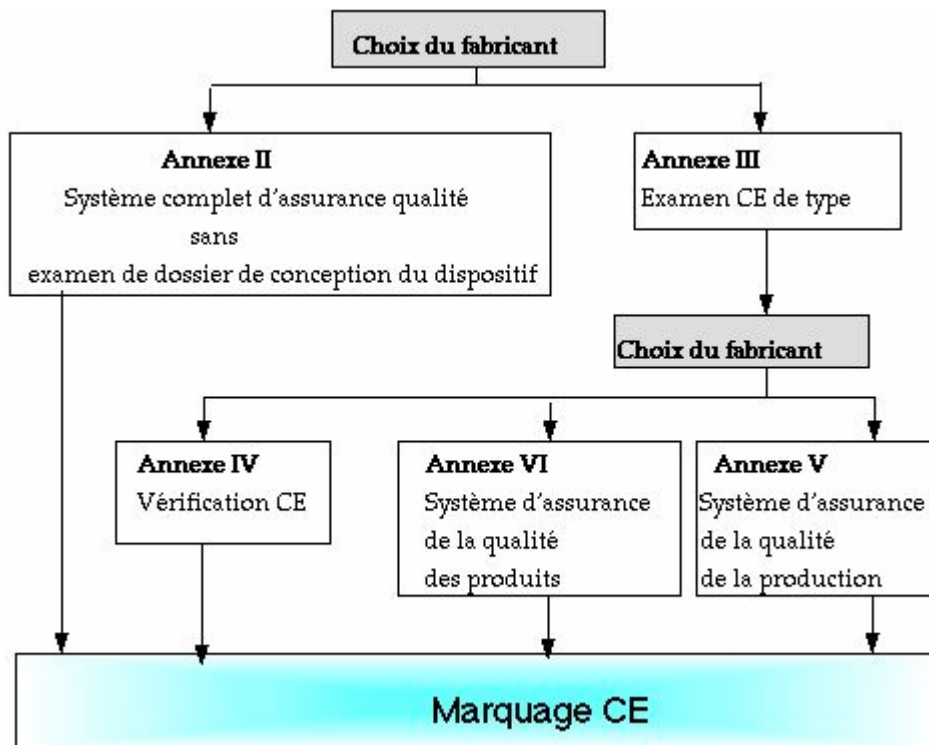 Choix du fabricant
Annexe II
Système complet d'assurance qualité
sans
examen de dossier de conception du dispositif
Annexe III
Examen CE de type
Choix du fabricant
Annexe IV
Vérification CE
Annexe VI
Système d'assurance
de la qualité
des produits
Annexe V
Système d'assurance
de la qualité
de la production
Marquage CE